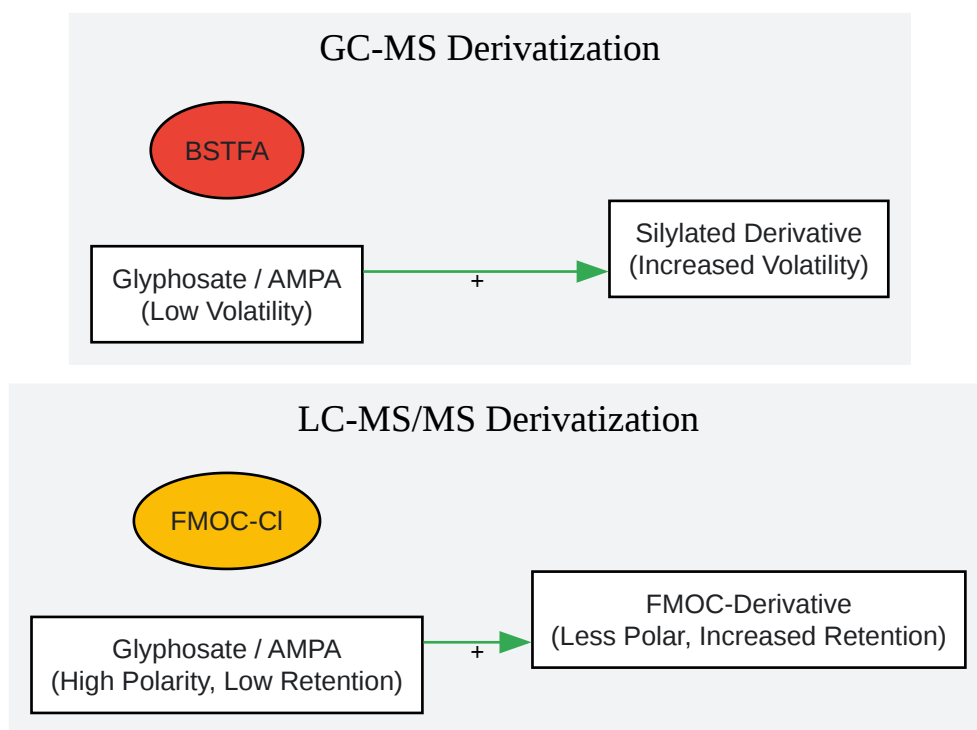 GC-MS Derivatization
BSTFA
Glyphosate / AMPA
(Low Volatility)
+
Silylated Derivative
(Increased Volatility)
LC-MS/MS Derivatization
FMOC-Cl
Glyphosate / AMPA
(High Polarity, Low Retention)
+
FMOC-Derivative
(Less Polar, Increased Retention)